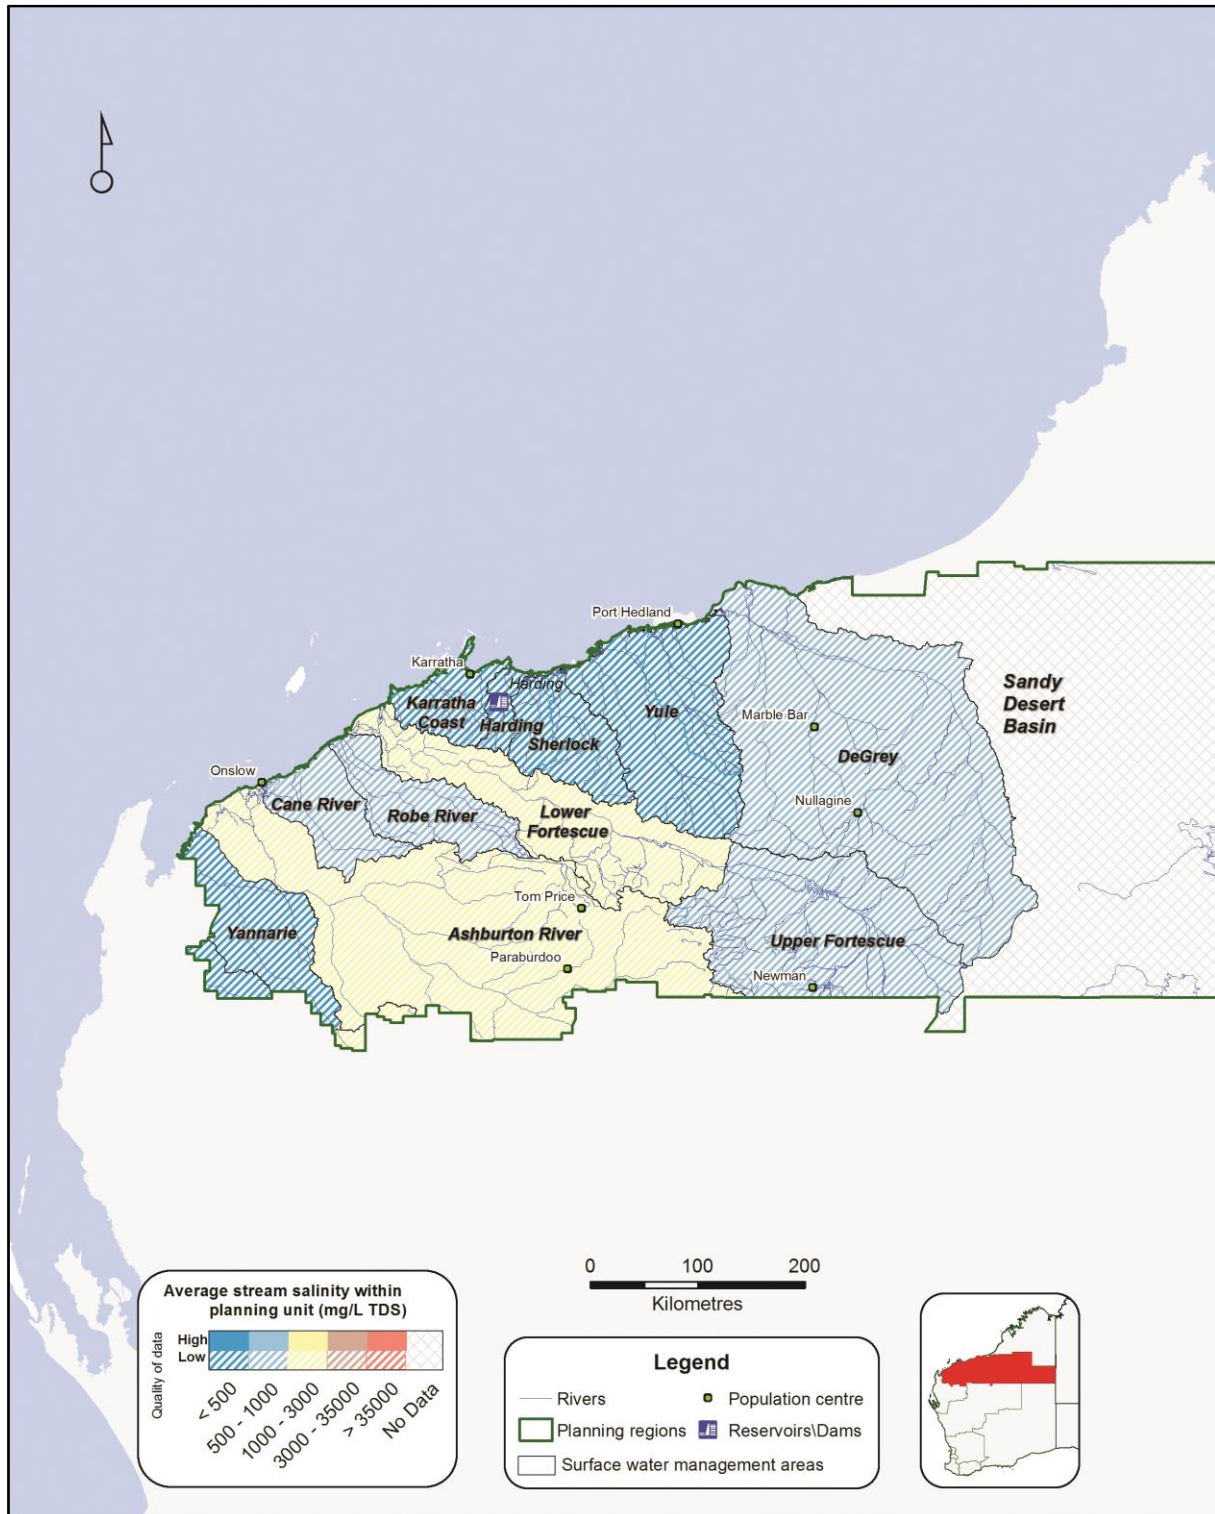 Port Hedland
Karratha
Harding
Karratha
Coast
Harding
Sherlock
Yule
Marble Bar
DeGrey
Nullagine
Sandy
Desert
Basin
Onslow
Cane River
Robe River
Lower
Fortescue
Tom Price
Ashburton River
Paraburdoo
Yannarie
Upper Fortescue
Newman
Average stream salinity within
planning unit (mg/L TDS)
Quality of data
High
Low
< 500
500 - 1000
1000 - 3000
3000 - 35000
> 35000
No Data
0 100 200
Kilometres
Legend
Rivers
Population centre
Planning regions
Reservoirs\Dams
Surface water management areas